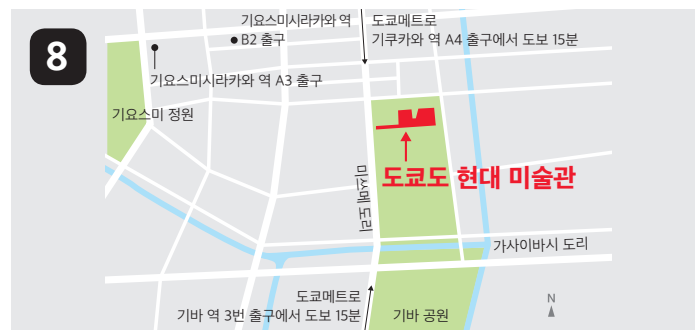 8
기요스미시라카와 역
B2 출구
도쿄메트로
기쿠카와 역 A4 출구에서 도보 15분
기요스미시라카와 역 A3 출구
기요스미 정원
도쿄도 현대 미술관
미쓰메 도리
가사이바시 도리
도쿄메트로
기바 역 3번 출구에서 도보 15분
기바 공원
N